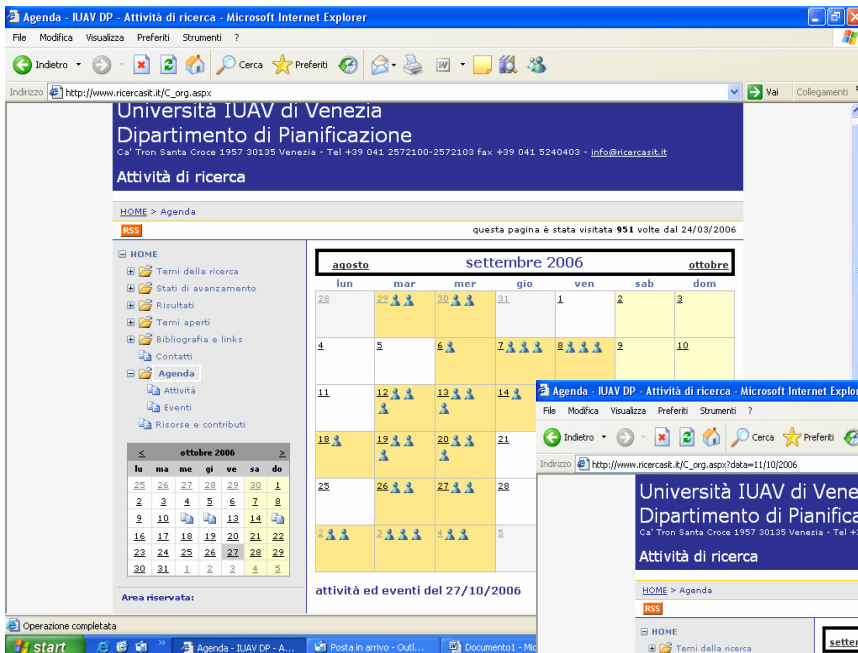 Agenda - IUAV DP - Attività di ricerca - Microsoft Internet Explorer
File Modifica Visualizza Preferiti Strumenti ?
Indietro Cerca Preferiti
Indirizzo http://www.ricercasit.it/C_org.aspx Vai Collegamenti
Università IUAV di Venezia
Dipartimento di Pianificazione
Ca' Tron Santa Croce 1957 30135 Venezia - Tel +39 041 2572100-2572103 fax +39 041 5240403 - info@ricercasit.it
Attività di ricerca
HOME > Agenda
RSS questa pagina è stata visitata 951 volte dal 24/03/2006
HOME
Temi della ricerca
Stati di avanzamento
Risultati
Temi aperti
Bibliografia e links
Contatti
Agenda
Attività
Eventi
Risorse e contributi
< ottobre 2006 >
lu ma me gi ve sa do
25 26 27 28 29 30 1
2 3 4 5 6 7 8
9 10 13 14
16 17 18 19 20 21 22
23 24 25 26 27 28 29
30 31 1 2 3 4 5
Area riservata:
agosto settembre 2006 ottobre
lun mar mer gio ven sab dom
28 29 30 31 1 2 3
4 5 6 7 8 9 10
11 12 13 14
18 19 20 21
25 26 27 28
2 3 4 5
attività ed eventi del 27/10/2006
Operazione completata
start Agenda - IUAV DP - A... Posta in arrivo - Outl... Documento1 - Mic
Agenda - IUAV DP - Attività di ricerca - Microsoft Internet Explor
File Modifica Visualizza Preferiti Strumenti ?
Indietro Cerca Preferiti
Indirizzo http://www.ricercasit.it/C_org.aspx?data=11/10/2006
Università IUAV di Vene
Dipartimento di Pianifica
Ca' Tron Santa Croce 1957 30135 Venezia - Tel +3
Attività di ricerca
HOME > Agenda
RSS
HOME
Temi della ricerca
setter